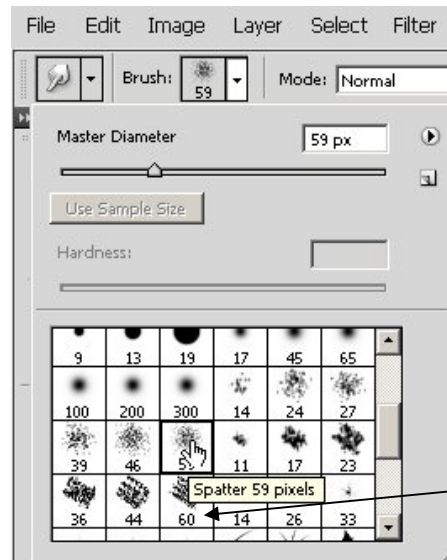 File Edit Image Layer Select Filter
Brush: 59 Mode: Normal
Master Diameter 59 px
Use Sample Size
Hardness:
9 13 19 17 45 65
100 200 300 14 24 27
39 46 11 17 23
Spatter 59 pixels
36 44 60 14 26 33